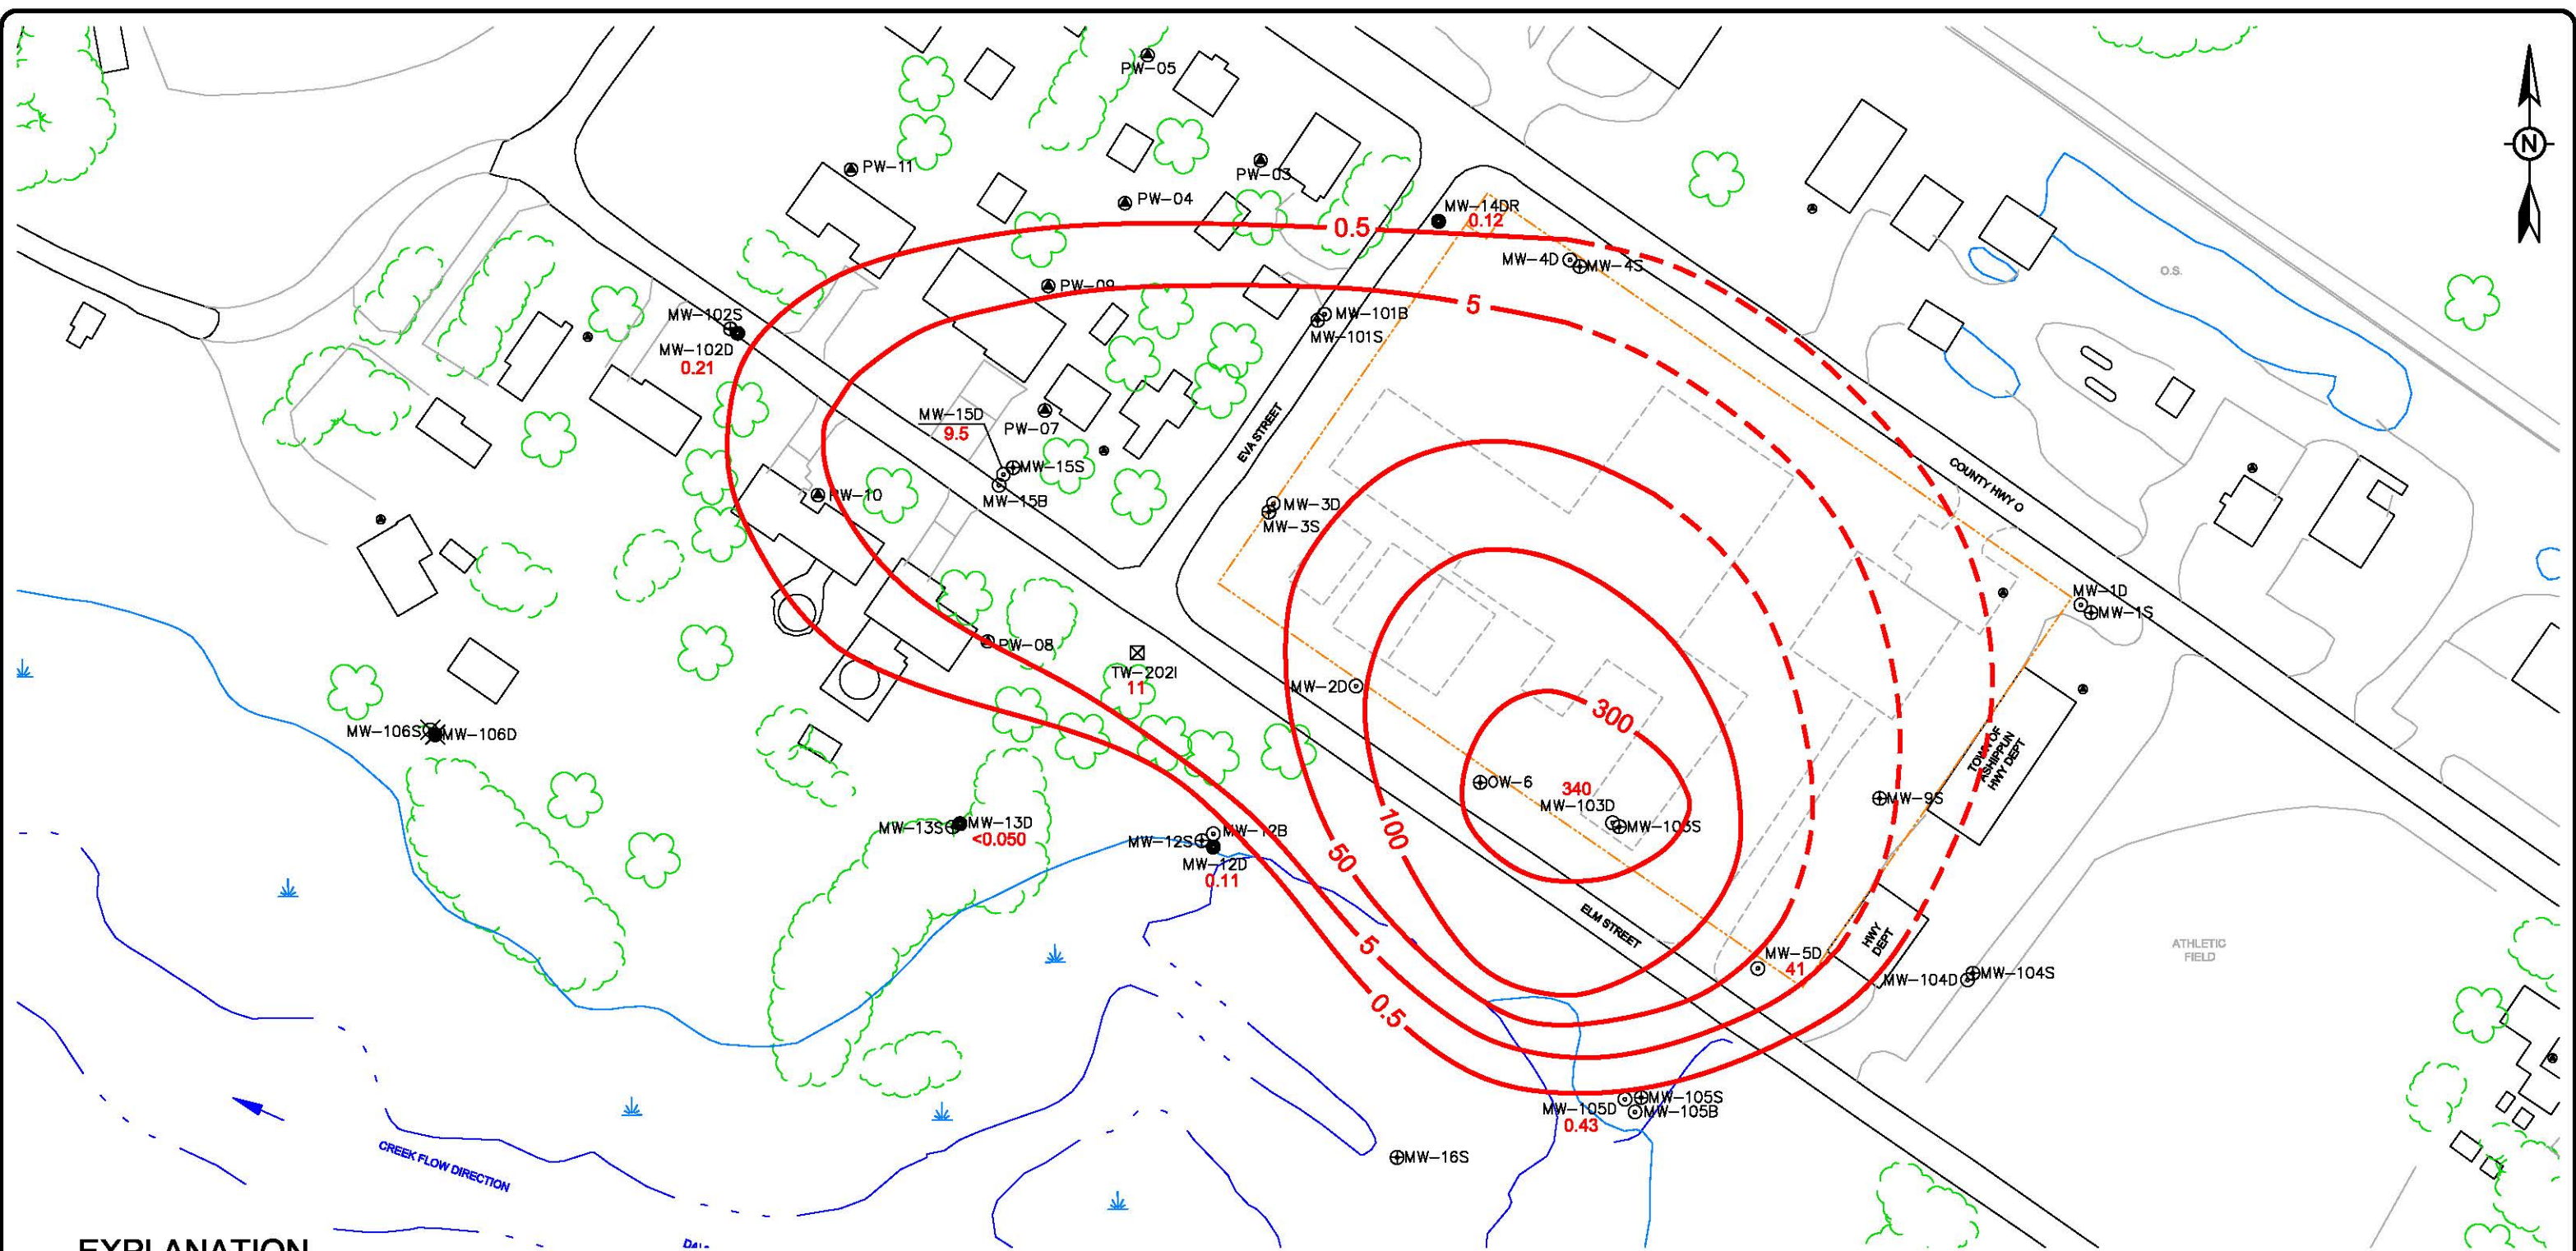 PW-05
PW-11
PW-03
PW-04
N
MW-14DR
0.12
0.5
MW-4D
MW-4S
O.S.
PW-09
5
MW-102S
MW-101B
MW-101S
MW-102D
0.21
MW-15D
9.5
PW-07
EVA STREET
MW-15S
MW-15B
PW-10
COUNTY HWY O
MW-3D
MW-3S
MW-1D
MW-1S
PW-08
TW-202I
11
MW-2D
300
MW-106S
MW-106D
TOWN OF
ASHIPPUN
HWY DEPT
OW-6
340
MW-103D
MW-103S
MW-9S
MW-13S
MW-13D
<0.050
MW-12B
MW-12S
MW-12D
0.11
100
50
ELM STREET
HWY
DEPT
5
MW-5D
41
ATHLETIC
FIELD
MW-104D
MW-104S
0.5
MW-105S
MW-105D
MW-105B
0.43
MW-16S
CREEK FLOW DIRECTION
EXPLANATION